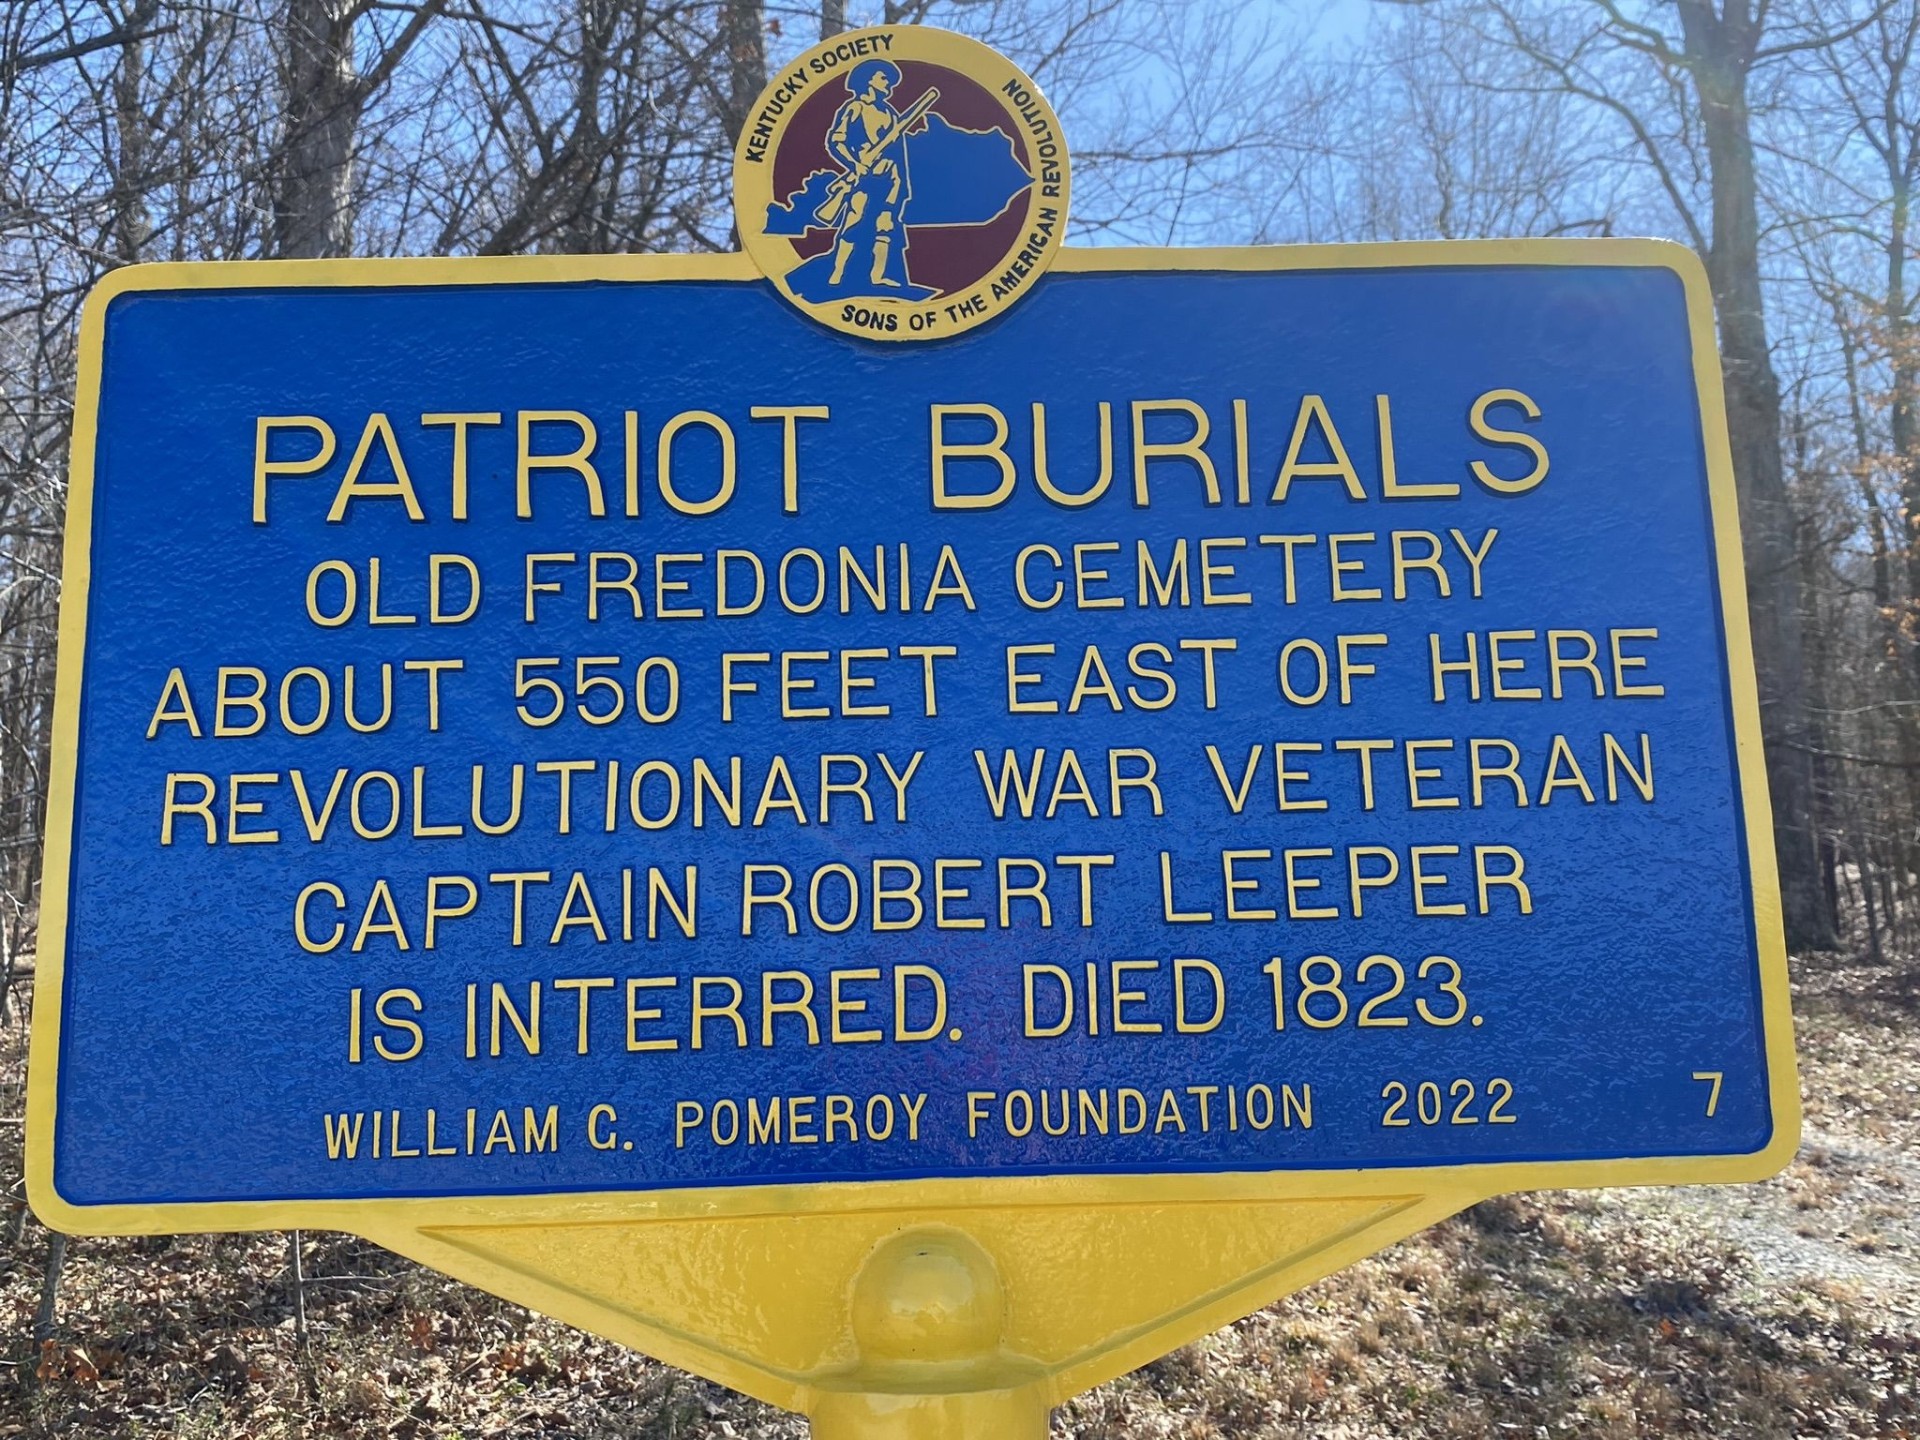 KENTUCKY SOCIETY
SONS OF THE AMERICAN REVOLUTION
PATRIOT BURIALS
OLD FREDONIA CEMETERY
ABOUT 550 FEET EAST OF HERE
REVOLUTIONARY WAR VETERAN
CAPTAIN ROBERT LEEPER
IS INTERRED. DIED 1823.
WILLIAM G. POMEROY FOUNDATION 2022 7